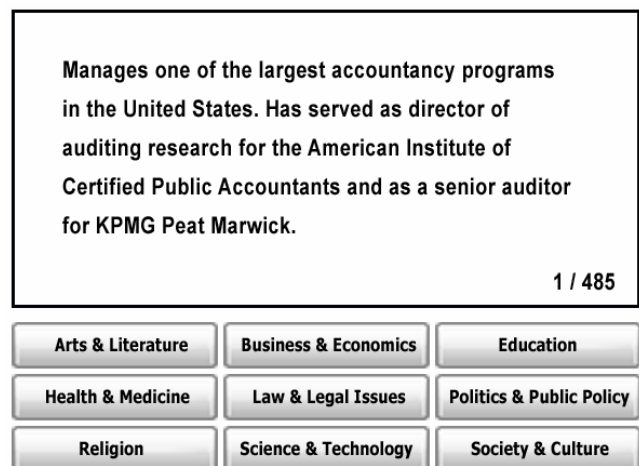 Manages one of the largest accountancy programs
in the United States. Has served as director of
auditing research for the American Institute of
Certified Public Accountants and as a senior auditor
for KPMG Peat Marwick.
1 / 485
Arts & Literature
Business & Economics
Education
Health & Medicine
Law & Legal Issues
Politics & Public Policy
Religion
Science & Technology
Society & Culture